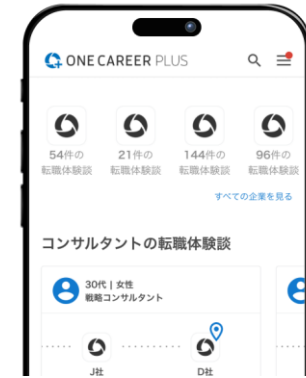 ONE CAREER PLUS
54件の 21件の 144件の 96件の
転職体験談 転職体験談 転職体験談 転職体験談
すべての企業を見る
コンサルタントの転職体験談
30代 | 女性
戦略コンサルタント
J社 D社